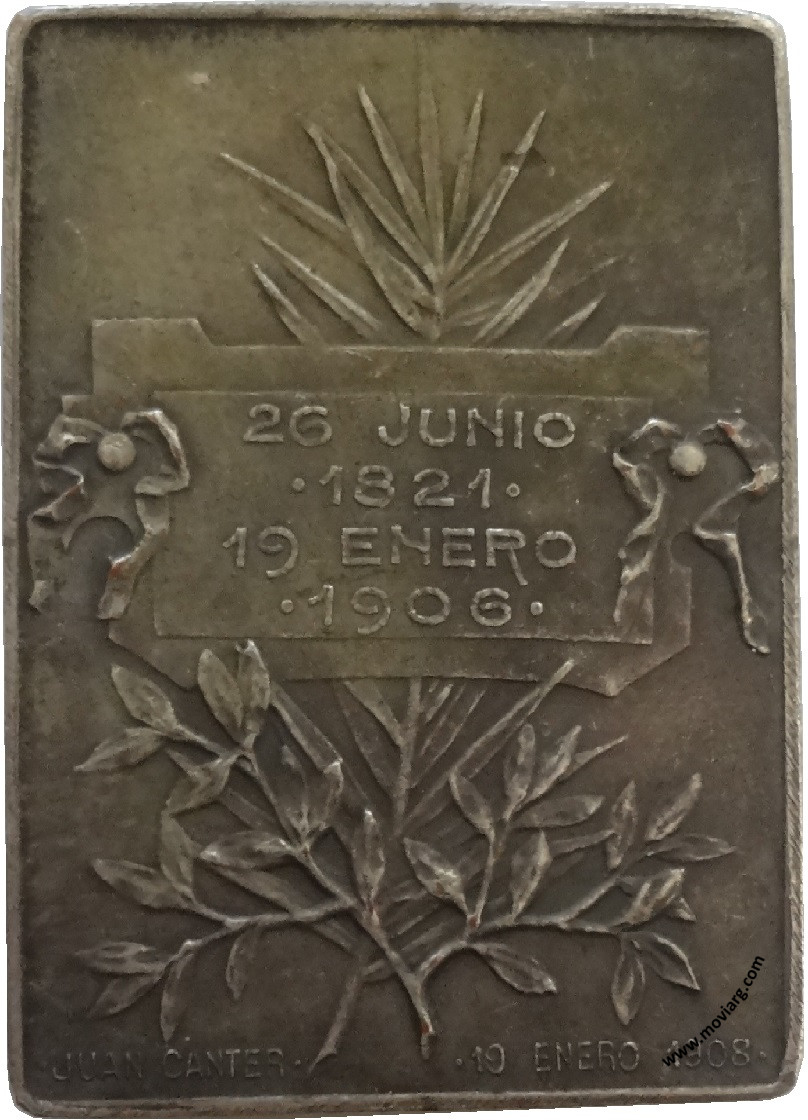 26 JUNIO
·1821·
19 ENERO
·1906·
JUAN CANTER· ·19 ENERO 1908·
www.moviarg.com